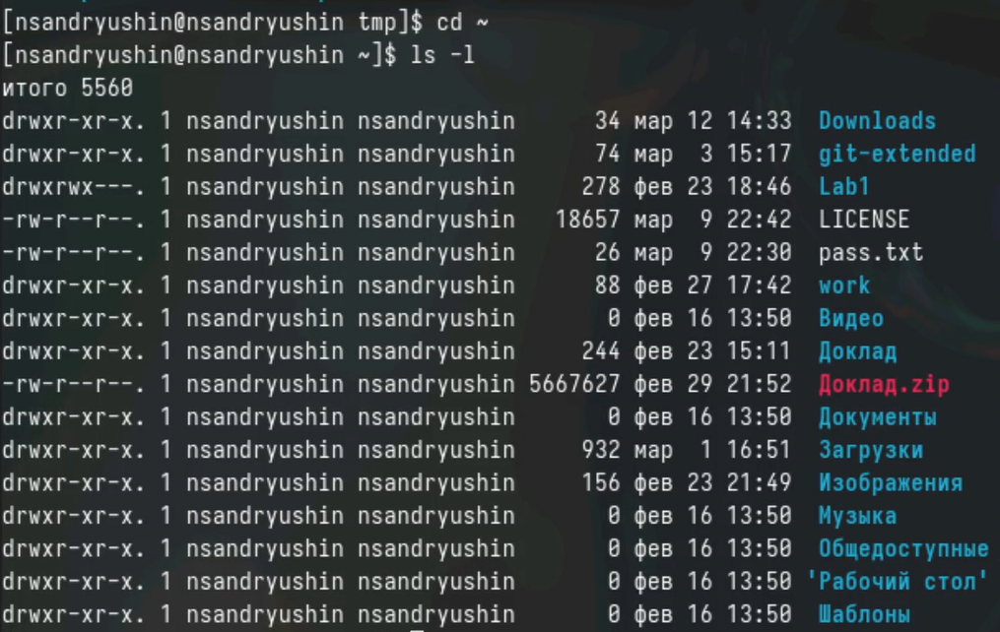 [nsandryushin@nsandryushin tmp]$ cd ~
[nsandryushin@nsandryushin ~]$ ls -l
итого 5560
drwxr-xr-x. 1 nsandryushin nsandryushin      34 мар 12 14:33  Downloads
drwxr-xr-x. 1 nsandryushin nsandryushin      74 мар  3 15:17  git-extended
drwxrwx---. 1 nsandryushin nsandryushin     278 фев 23 18:46  Lab1
-rw-r--r--. 1 nsandryushin nsandryushin   18657 мар  9 22:42  LICENSE
-rw-r--r--. 1 nsandryushin nsandryushin      26 мар  9 22:30  pass.txt
drwxr-xr-x. 1 nsandryushin nsandryushin      88 фев 27 17:42  work
drwxr-xr-x. 1 nsandryushin nsandryushin       0 фев 16 13:50  Видео
drwxr-xr-x. 1 nsandryushin nsandryushin     244 фев 23 15:11  Доклад
-rw-r--r--. 1 nsandryushin nsandryushin 5667627 фев 29 21:52  Доклад.zip
drwxr-xr-x. 1 nsandryushin nsandryushin       0 фев 16 13:50  Документы
drwxr-xr-x. 1 nsandryushin nsandryushin     932 мар  1 16:51  Загрузки
drwxr-xr-x. 1 nsandryushin nsandryushin     156 фев 23 21:49  Изображения
drwxr-xr-x. 1 nsandryushin nsandryushin       0 фев 16 13:50  Музыка
drwxr-xr-x. 1 nsandryushin nsandryushin       0 фев 16 13:50  Общедоступные
drwxr-xr-x. 1 nsandryushin nsandryushin       0 фев 16 13:50 'Рабочий стол'
drwxr-xr-x. 1 nsandryushin nsandryushin       0 фев 16 13:50  Шаблоны